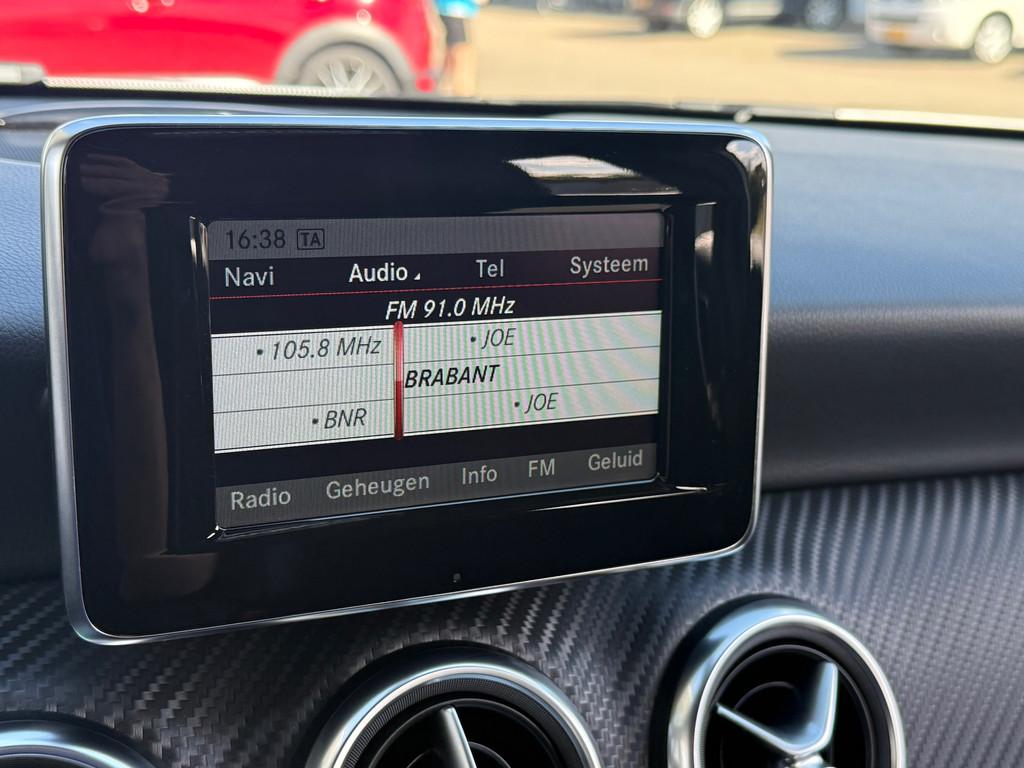 16:38 TA
Navi Audio Tel Systeem
FM 91.0 MHz
• 105.8 MHz • JOE
BRABANT
• BNR • JOE
Radio Geheugen Info FM Geluid